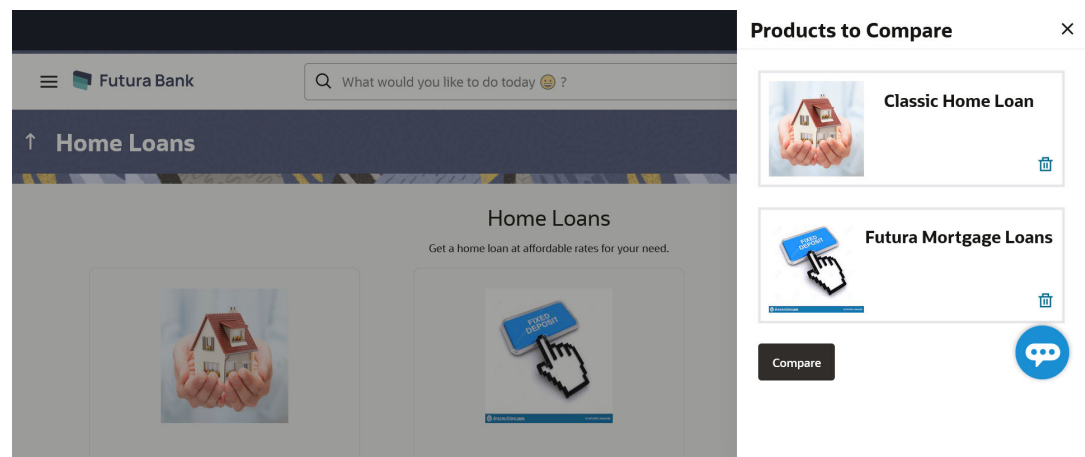 Products to Compare
Futura Bank
What would you like to do today 😀 ?
Classic Home Loan
Home Loans
Home Loans
Get a home loan at affordable rates for your need.
FIXED
DEPOSIT
Futura Mortgage Loans
FIXED
DEPOSIT
Compare